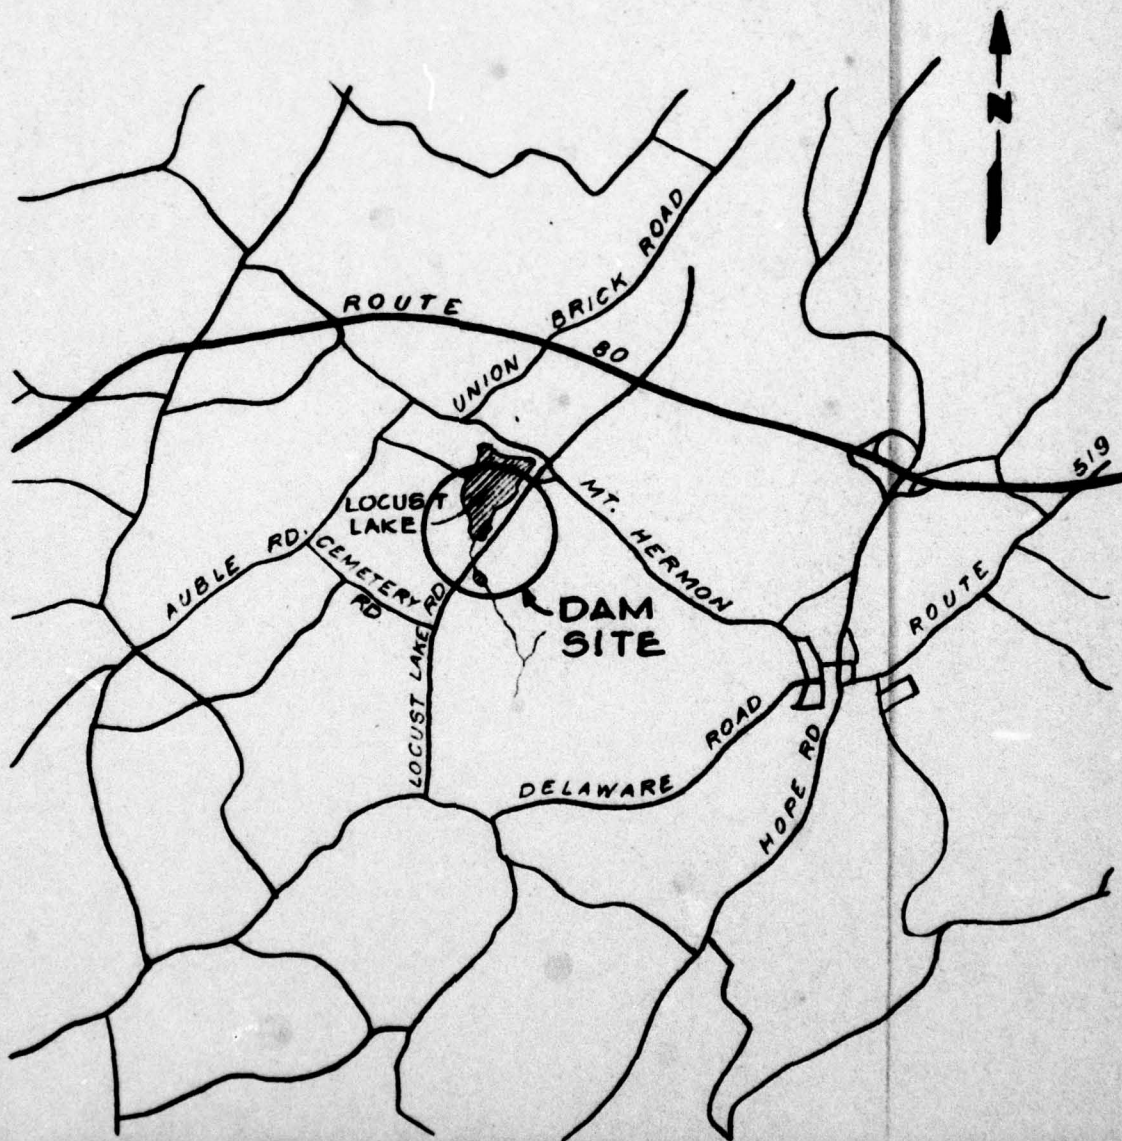 N
ROUTE 80
UNION BRICK ROAD
519
ROUTE
LOCUST
LAKE
MT. HERMON
AUBLE RD.
CEMETERY
RD
LOCUST LAKE RD
DAM
SITE
DELAWARE ROAD
HOPE RD